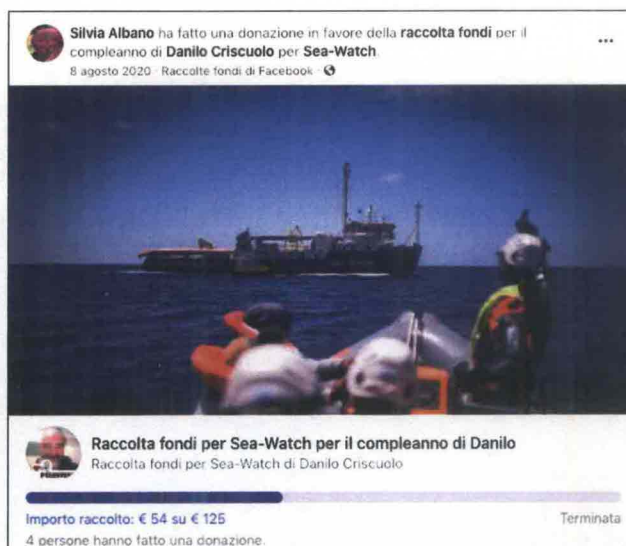 Silvia Albano ha fatto una donazione in favore della raccolta fondi per il
compleanno di Danilo Criscuolo per Sea-Watch.
8 agosto 2020 · Raccolte fondi di Facebook ·
Raccolta fondi per Sea-Watch per il compleanno di Danilo
Raccolta fondi per Sea-Watch di Danilo Criscuolo
Importo raccolto: € 54 su € 125
Terminata
4 persone hanno fatto una donazione.